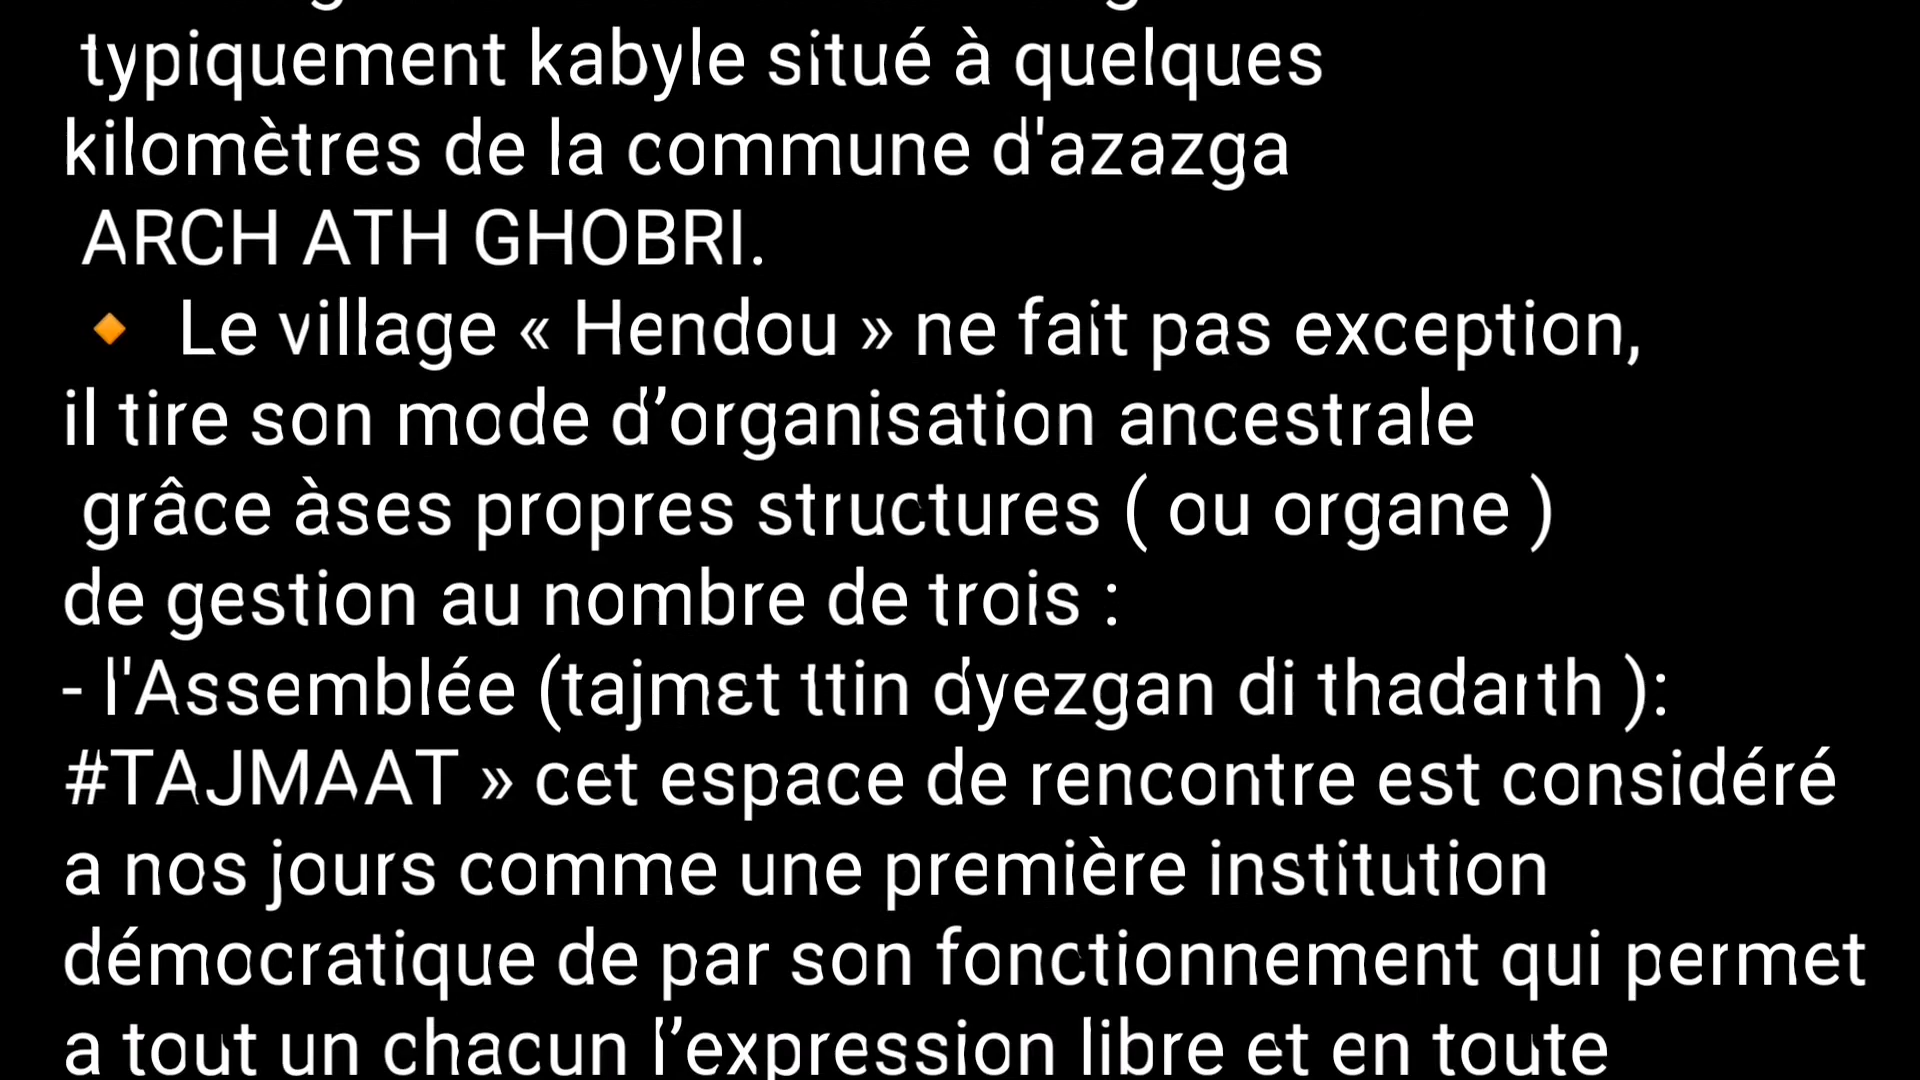 typiquement kabyle situé à quelques
kilomètres de la commune d'azazga
ARCH ATH GHOBRI.
🔸 Le village « Hendou » ne fait pas exception,
il tire son mode d’organisation ancestrale
grâce àses propres structures ( ou organe )
de gestion au nombre de trois :
- l'Assemblée (tajmɛt ttin dyezgan di thadarth ):
#TAJMAAT » cet espace de rencontre est considéré
a nos jours comme une première institution
démocratique de par son fonctionnement qui permet
a tout un chacun l’expression libre et en toute